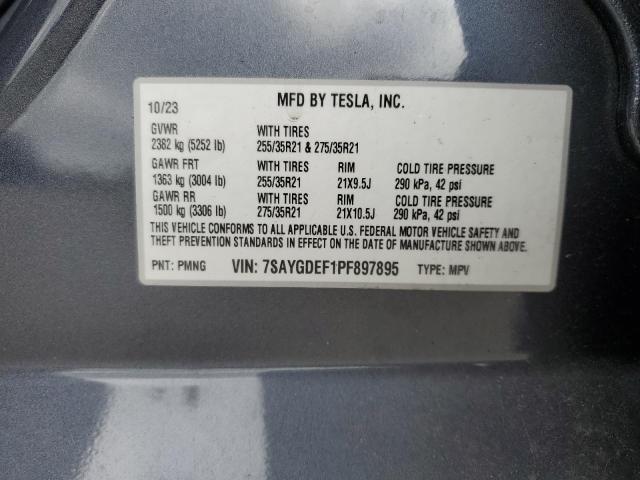 MFD BY TESLA, INC.
10/23
GVWR WITH TIRES
2382 kg (5252 lb) 255/35R21 & 275/35R21
GAWR FRT WITH TIRES RIM COLD TIRE PRESSURE
1363 kg (3004 lb) 255/35R21 21X9.5J 290 kPa, 42 psi
GAWR RR WITH TIRES RIM COLD TIRE PRESSURE
1500 kg (3306 lb) 275/35R21 21X10.5J 290 kPa, 42 psi
THIS VEHICLE CONFORMS TO ALL APPLICABLE U.S. FEDERAL MOTOR VEHICLE SAFETY AND
THEFT PREVENTION STANDARDS IN EFFECT ON THE DATE OF MANUFACTURE SHOWN ABOVE.
PNT: PMNG VIN: 7SAYGDEF1PF897895 TYPE: MPV